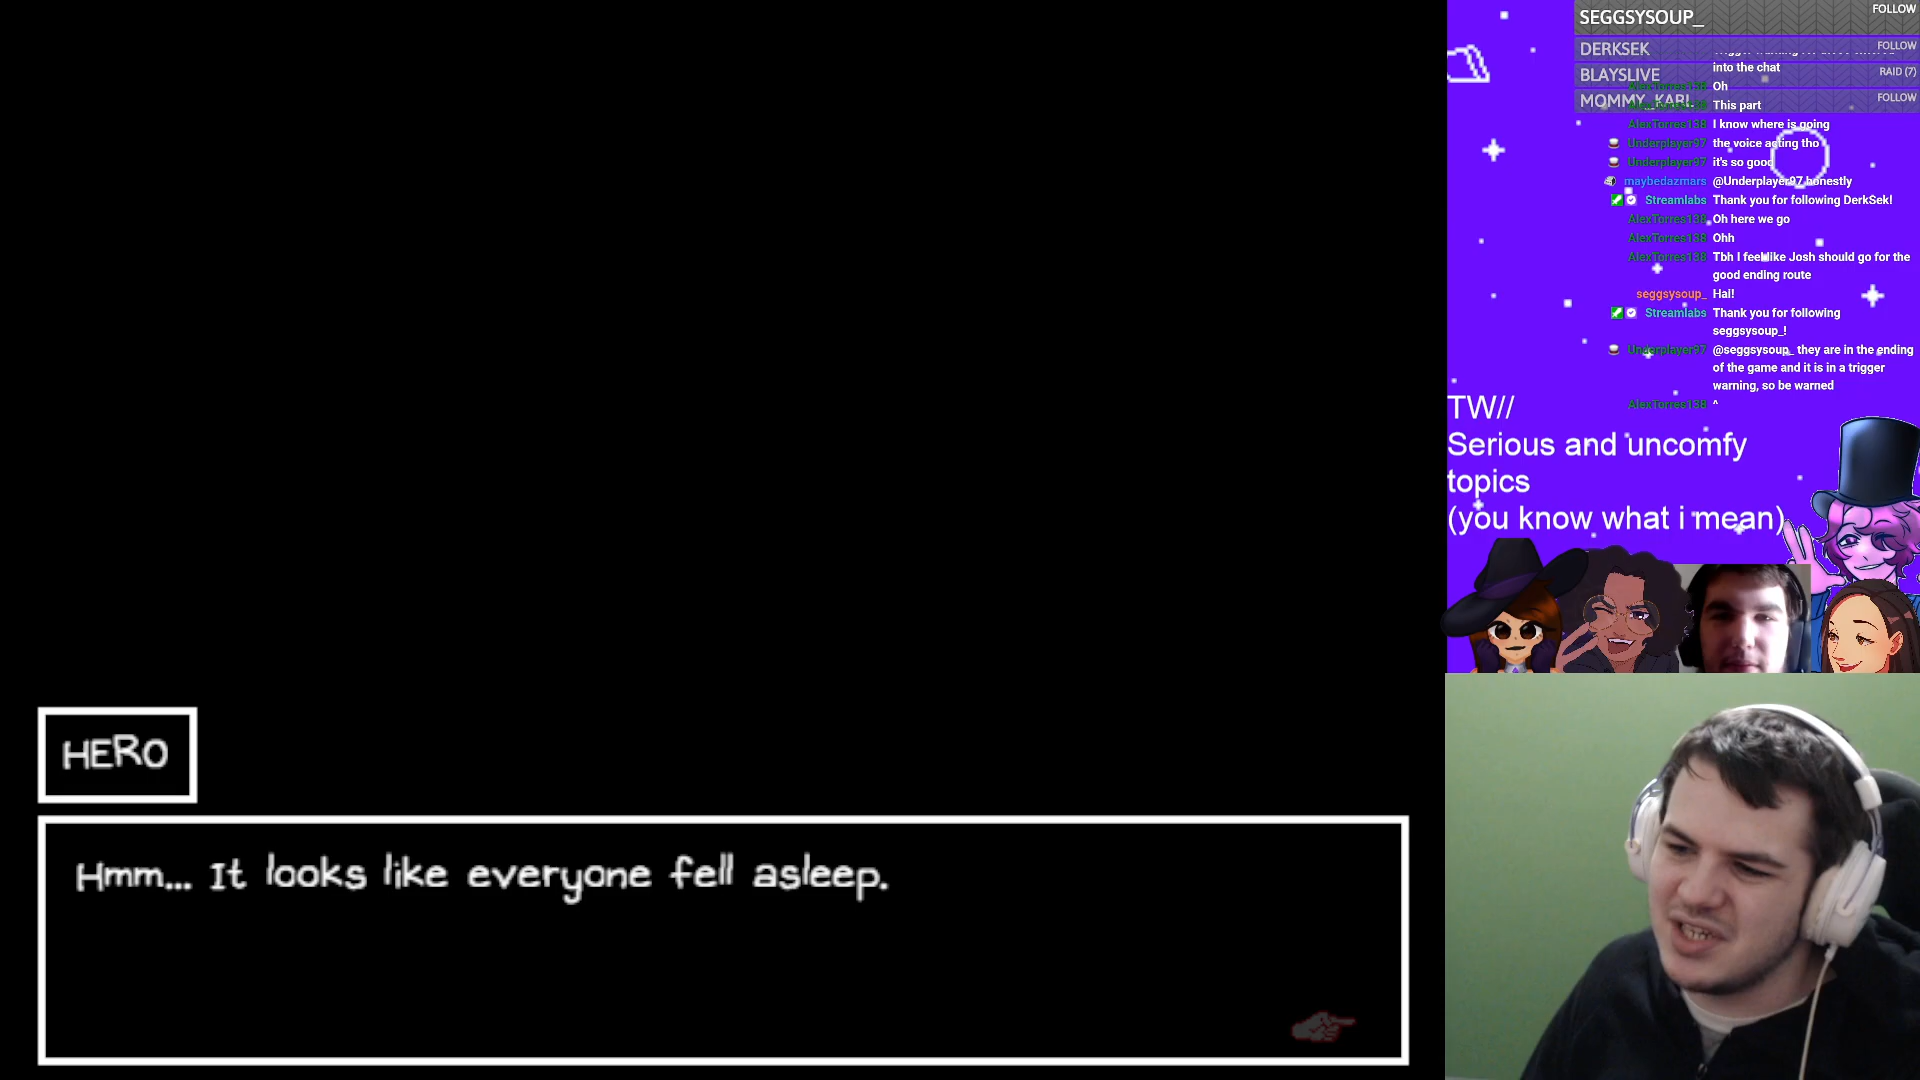 SEGGSYSOUP_ FOLLOW
DERKSEK FOLLOW
BLAYSLIVE RAID (7)
MOMMY_KARL FOLLOW
into the chat
AlexTorres138 Oh
This part
AlexTorres138 I know where is going
Underplayer97 the voice acting tho
Underplayer97 it's so good
maybedazmars @Underplayer97 honestly
Streamlabs Thank you for following DerkSek!
AlexTorres138 Oh here we go
AlexTorres138 Ohh
AlexTorres138 Tbh I feel like Josh should go for the
good ending route
seggsysoup_ Hai!
Streamlabs Thank you for following
seggsysoup_!
Underplayer97 @seggsysoup_ they are in the ending
of the game and it is in a trigger
warning, so be warned
AlexTorres138 ^
TW//
Serious and uncomfy
topics
(you know what i mean)
HERO
Hmm... It looks like everyone fell asleep.